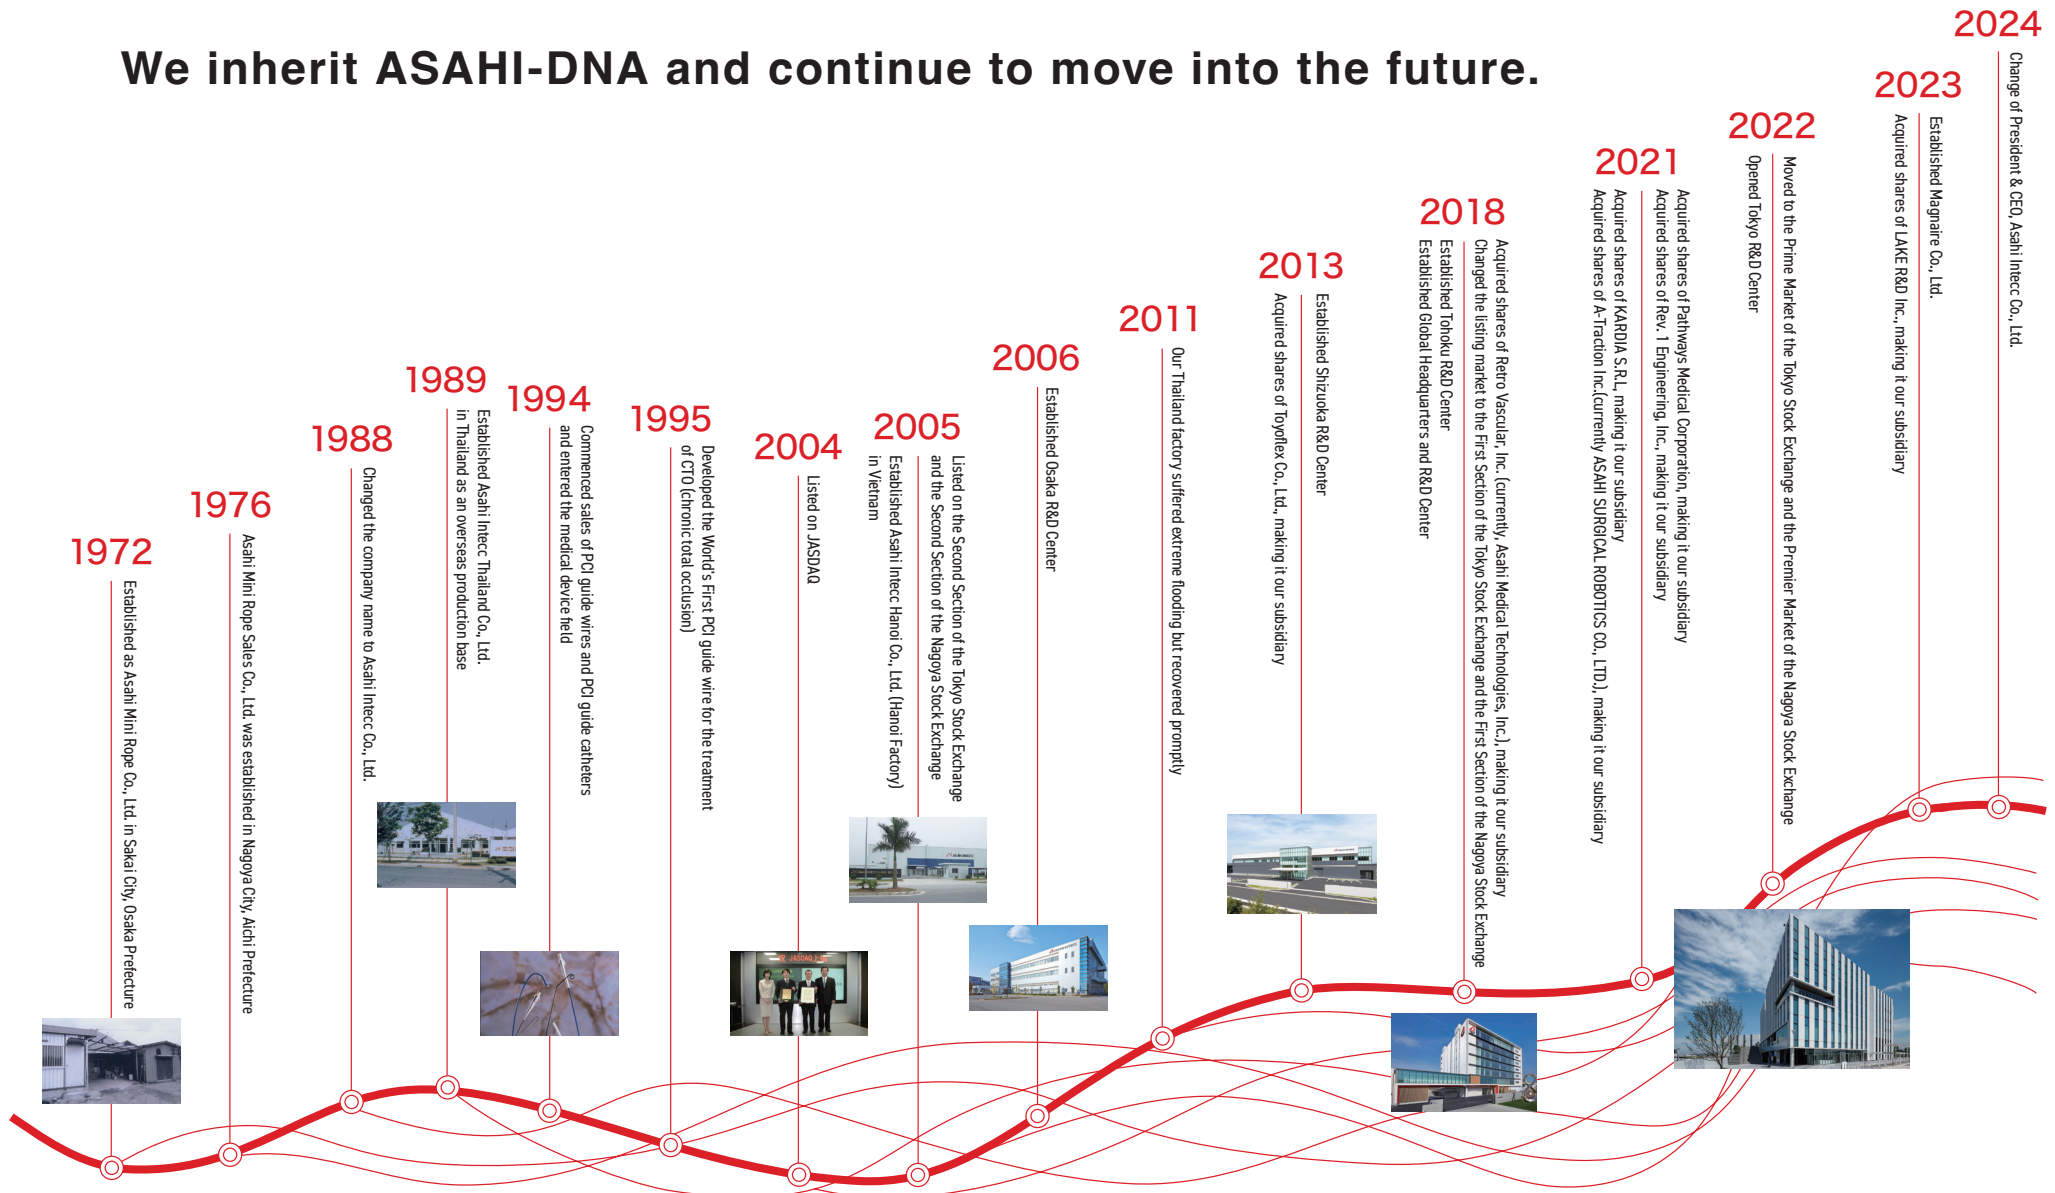 We inherit ASAHI-DNA and continue to move into the future.
1972
Established as Asahi Mini Rope Co., Ltd. in Sakai City, Osaka Prefecture
1976
Asahi Mini Rope Sales Co., Ltd. was established in Nagoya City, Aichi Prefecture
1988
Changed the company name to Asahi Intecc Co., Ltd.
1989
Established Asahi Intecc Thailand Co., Ltd.
in Thailand as an overseas production base
1994
Commenced sales of PCI guide wires and PCI guide catheters
and entered the medical device field
1995
Developed the World's First PCI guide wire for the treatment
of CTO (chronic total occlusion)
2004
Listed on JASDAQ
JASDAQ
2005
Listed on the Second Section of the Tokyo Stock Exchange
and the Second Section of the Nagoya Stock Exchange
Established Asahi Intecc Hanoi Co., Ltd. (Hanoi Factory)
in Vietnam
2006
Established Osaka R&D Center
2011
Our Thailand factory suffered extreme flooding but recovered promptly
2013
Established Shizuoka R&D Center
Acquired shares of Toyoflex Co., Ltd., making it our subsidiary
2018
Acquired shares of Retro Vascular, Inc. (currently, Asahi Medical Technologies, Inc.), making it our subsidiary
Changed the listing market to the First Section of the Tokyo Stock Exchange and the First Section of the Nagoya Stock Exchange
Established Tohoku R&D Center
Established Global Headquarters and R&D Center
2021
Acquired shares of Pathways Medical Corporation, making it our subsidiary
Acquired shares of Rev. 1 Engineering, Inc., making it our subsidiary
Acquired shares of KARDIA S.R.L, making it our subsidiary
Acquired shares of A-Traction Inc.(currently ASAHI SURGICAL ROBOTICS CO., LTD.), making it our subsidiary
2022
Moved to the Prime Market of the Tokyo Stock Exchange and the Premier Market of the Nagoya Stock Exchange
Opened Tokyo R&D Center
2023
Established Magnaire Co., Ltd.
Acquired shares of LAKE R&D Inc., making it our subsidiary
2024
Change of President & CEO, Asahi Intecc Co., Ltd.